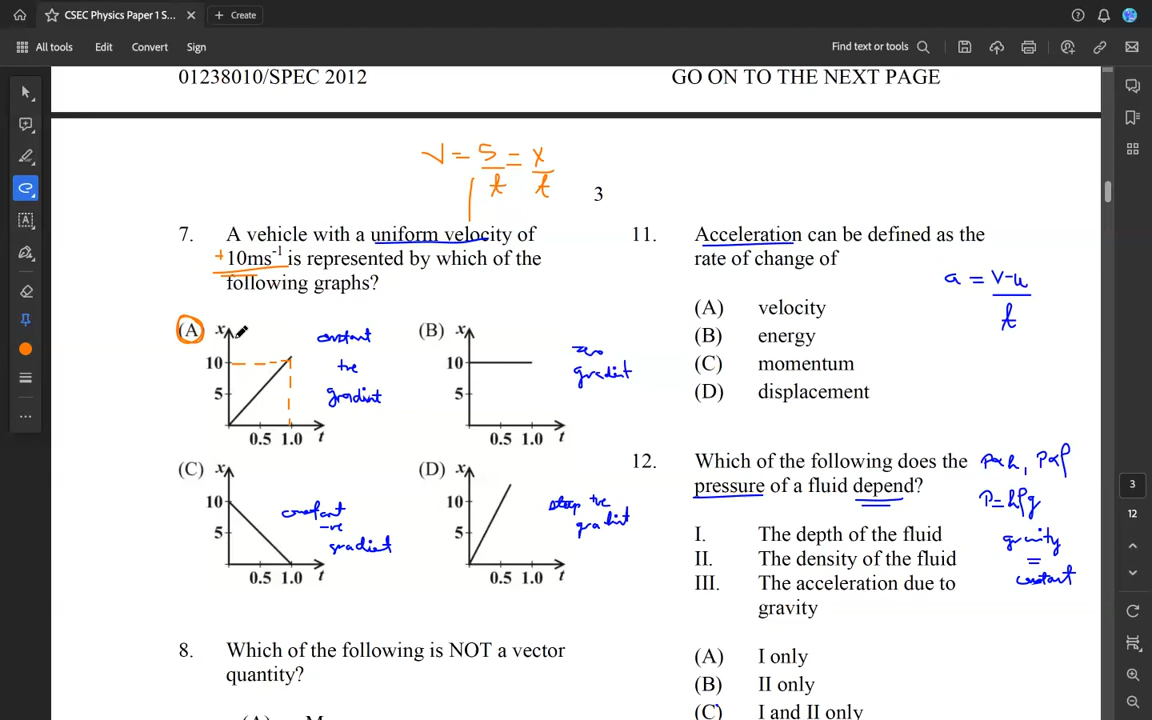 CSEC Physics Paper 1 S...
Create
All tools
Edit
Convert
Sign
Find text or tools
01238010/SPEC 2012
GO ON TO THE NEXT PAGE
v = s/t = x/t
3
7. A vehicle with a uniform velocity of
+10ms⁻¹ is represented by which of the
following graphs?
(A) x
10
5
0.5 1.0 t
constant
+ve
gradient
(B) x
10
5
0.5 1.0 t
zero
gradient
(C) x
10
5
0.5 1.0 t
constant
-ve
gradient
(D) x
10
5
0.5 1.0 t
steep +ve
gradient
8. Which of the following is NOT a vector
quantity?
11. Acceleration can be defined as the
rate of change of
a = v-u/t
(A) velocity
(B) energy
(C) momentum
(D) displacement
12. Which of the following does the
pressure of a fluid depend?
P∝h, P∝ρ
P=hρg
gravity
=
constant
I. The depth of the fluid
II. The density of the fluid
III. The acceleration due to
gravity
(A) I only
(B) II only
(C) I and II only
3
12